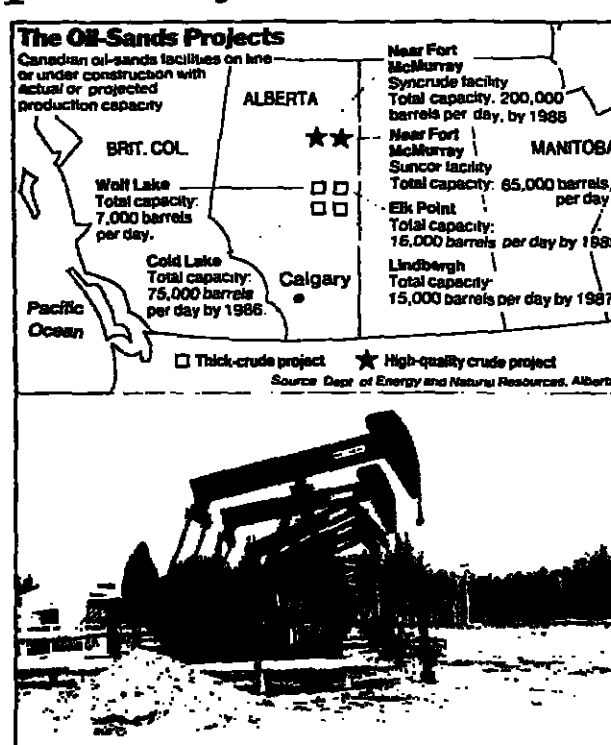 The Oil-Sands Projects
Canadian oil-sands facilities on line
or under construction with
actual or projected
production capacity
ALBERTA
BRIT. COL.
MANITOBA
Near Fort
McMurray
Syncrude facility
Total capacity. 200,000
barrels per day, by 1988
Near Fort
McMurray
Suncor facility
Total capacity: 65,000 barrels,
per day
Wolf Lake
Total capacity:
7,000 barrels
per day.
Elk Point
Total capacity:
barrels per day by
Cold Lake
Total capacity:
75,000 barrels
per day by 1986.
Lindbergh
Total capacity
15,000 barrels per day by 1987
Calgary
Pacific
Ocean
Thick-crude project
High-quality crude project
Source Dept of Energy and Natural Resources, Albert